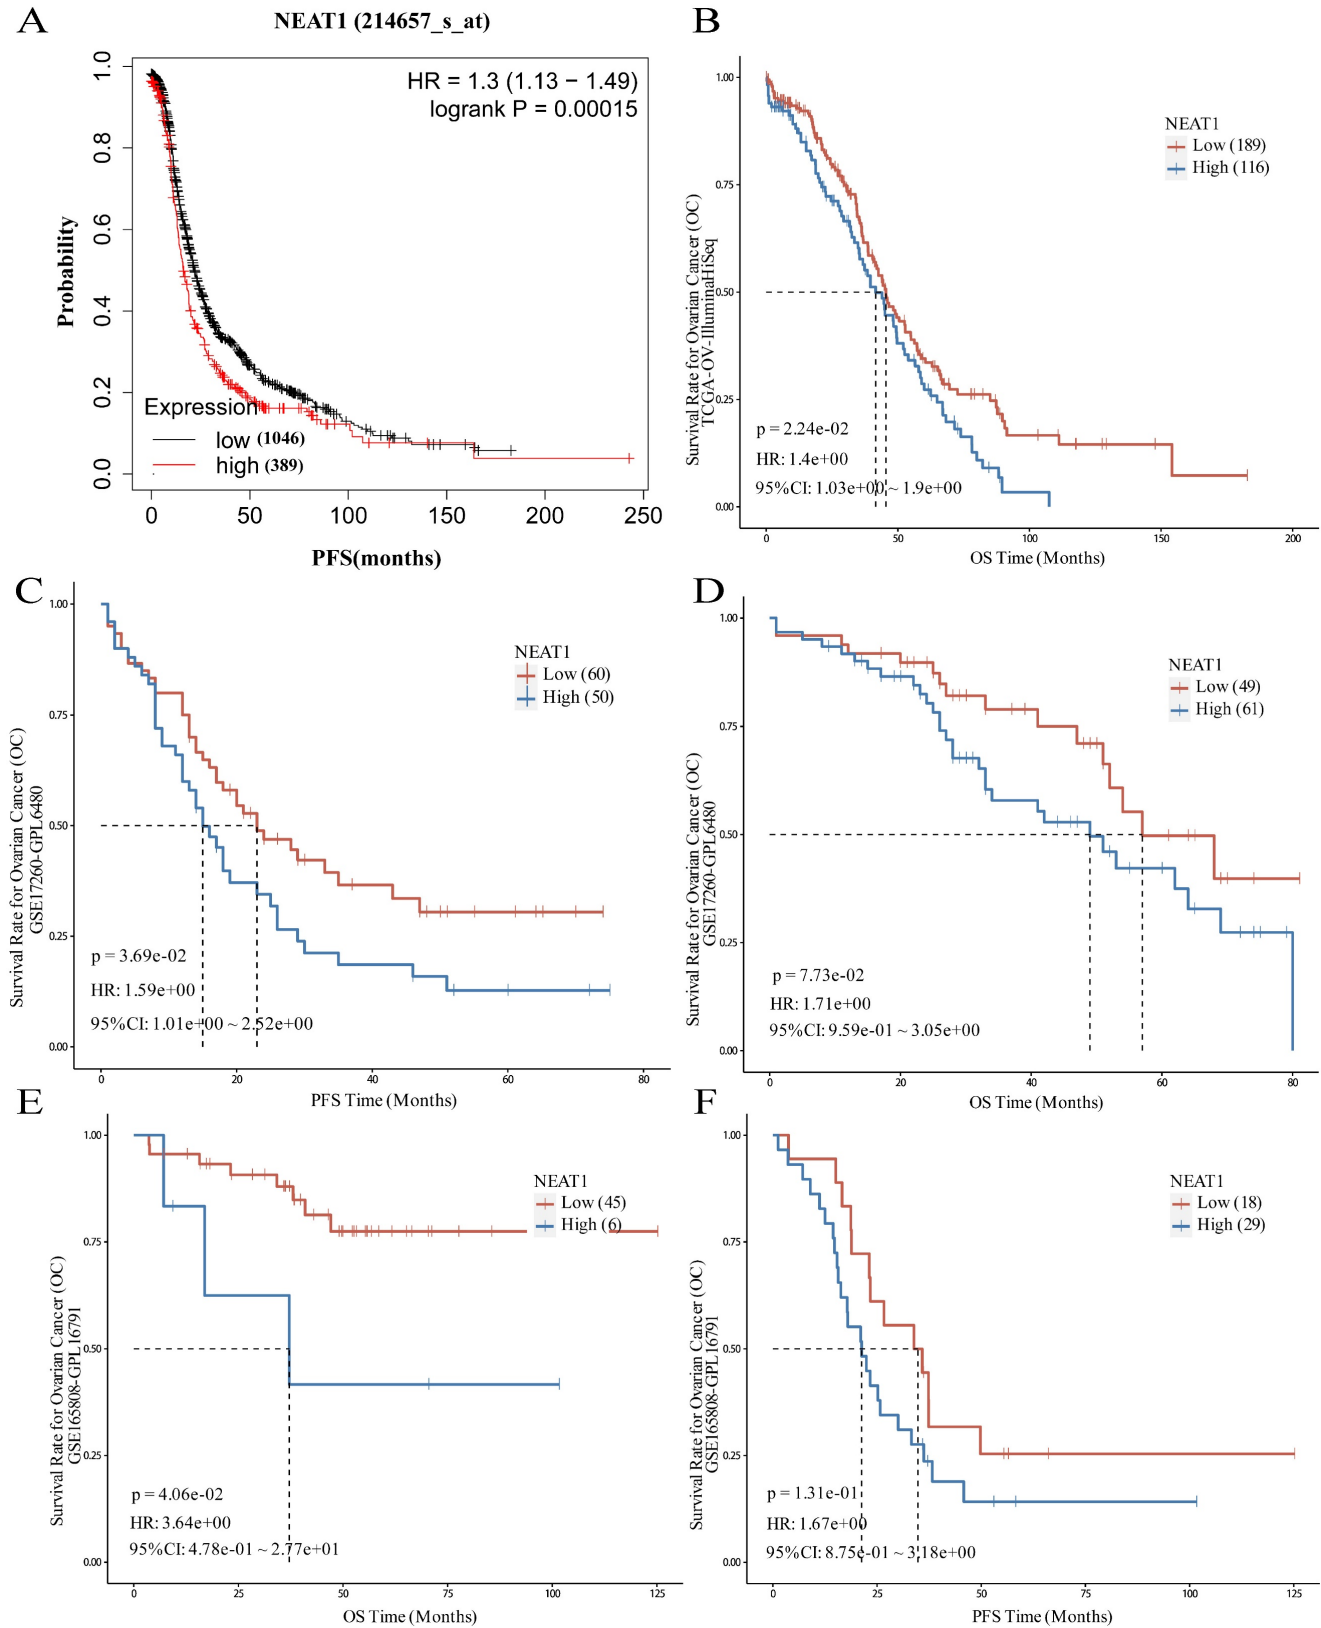 A
NEAT1 (214657_s_at)
HR = 1.3 (1.13 − 1.49)
logrank P = 0.00015
Probability
1.0
0.8
0.6
0.4
0.2
0.0
Expression
low (1046)
high (389)
0 50 100 150 200 250
PFS(months)
B
Survival Rate for Ovarian Cancer (OC)
TCGA-OV-IlluminaHiSeq
1.00
0.75
0.50
0.25
0.00
NEAT1
Low (189)
High (116)
p = 2.24e-02
HR: 1.4e+00
95%CI: 1.03e+00 ~ 1.9e+00
0 50 100 150 200
OS Time (Months)
C
Survival Rate for Ovarian Cancer (OC)
GSE17260-GPL6480
1.00
0.75
0.50
0.25
0.00
NEAT1
Low (60)
High (50)
p = 3.69e-02
HR: 1.59e+00
95%CI: 1.01e+00 ~ 2.52e+00
0 20 40 60 80
PFS Time (Months)
D
Survival Rate for Ovarian Cancer (OC)
GSE17260-GPL6480
1.00
0.75
0.50
0.25
0.00
NEAT1
Low (49)
High (61)
p = 7.73e-02
HR: 1.71e+00
95%CI: 9.59e-01 ~ 3.05e+00
0 20 40 60 80
OS Time (Months)
E
Survival Rate for Ovarian Cancer (OC)
GSE165808-GPL16791
1.00
0.75
0.50
0.25
0.00
NEAT1
Low (45)
High (6)
p = 4.06e-02
HR: 3.64e+00
95%CI: 4.78e-01 ~ 2.77e+01
0 25 50 75 100 125
OS Time (Months)
F
Survival Rate for Ovarian Cancer (OC)
GSE165808-GPL16791
1.00
0.75
0.50
0.25
0.00
NEAT1
Low (18)
High (29)
p = 1.31e-01
HR: 1.67e+00
95%CI: 8.75e-01 ~ 3.18e+00
0 25 50 75 100 125
PFS Time (Months)